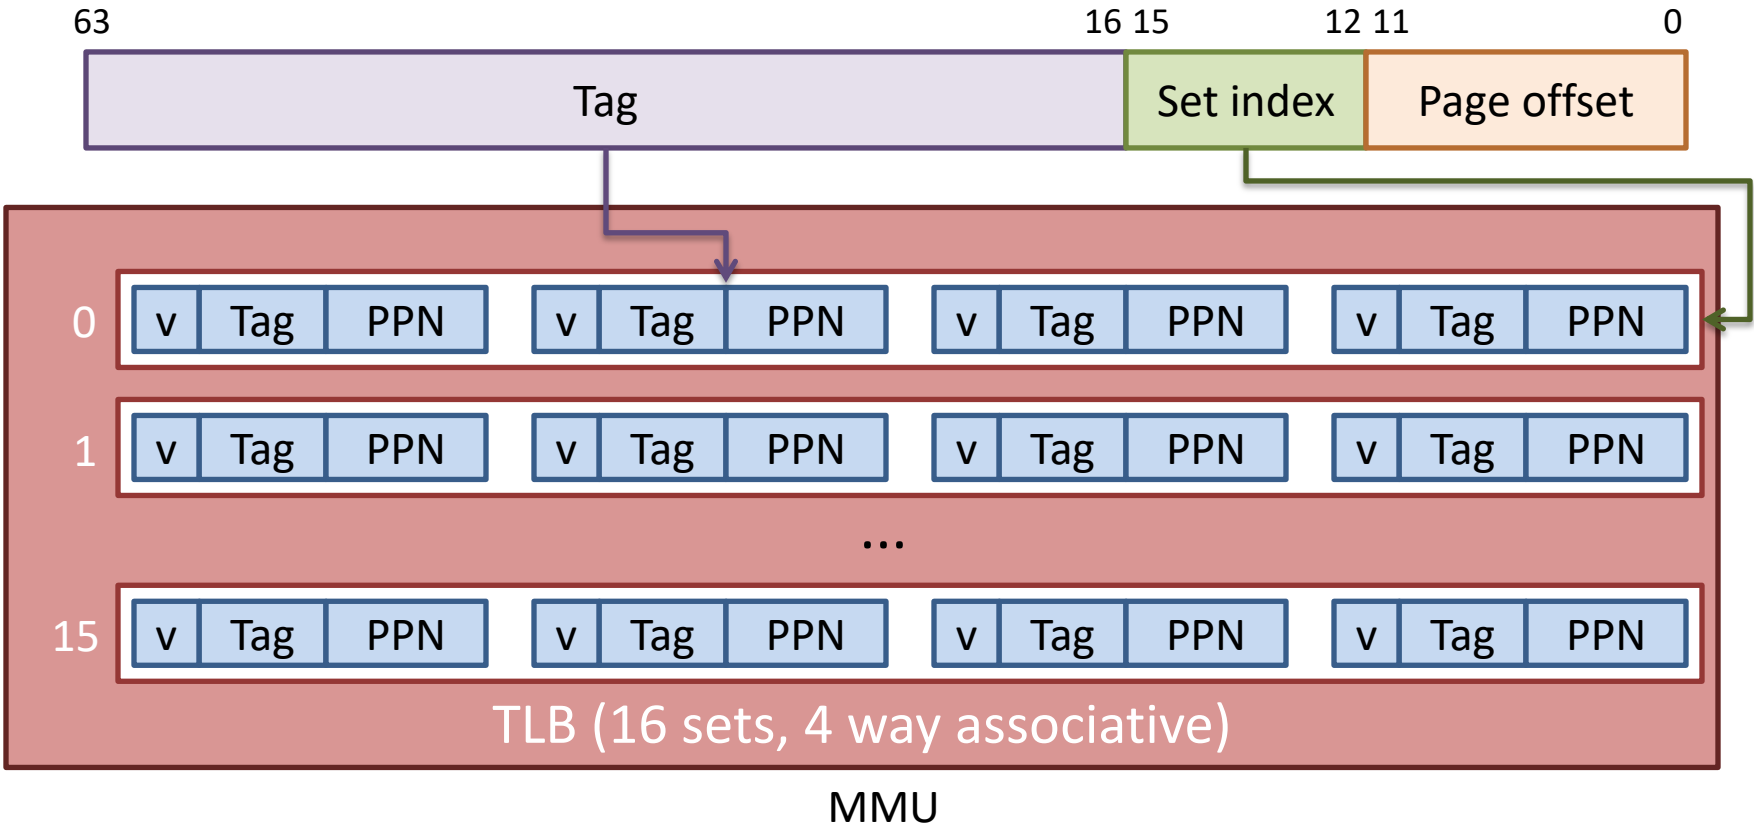 63 16 15 12 11 0
Tag Set index Page offset
0 v Tag PPN v Tag PPN v Tag PPN v Tag PPN
1 v Tag PPN v Tag PPN v Tag PPN v Tag PPN
...
15 v Tag PPN v Tag PPN v Tag PPN v Tag PPN
TLB (16 sets, 4 way associative)
MMU